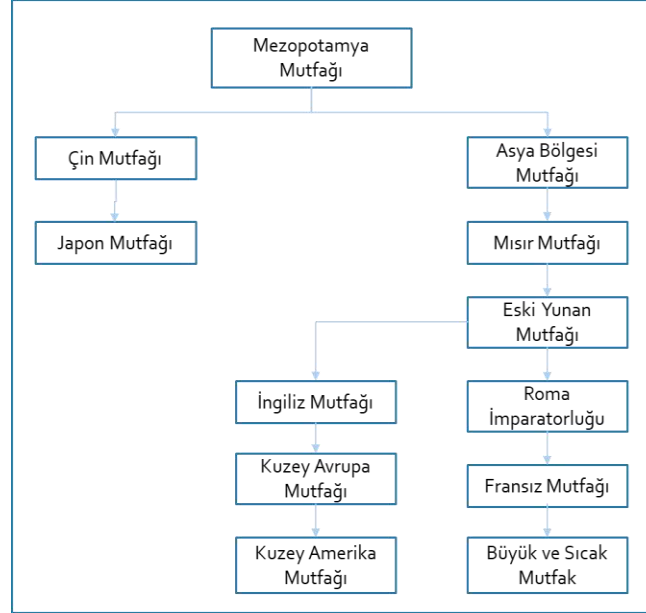 Mezopotamya
Mutfağı
Çin Mutfağı
Asya Bölgesi
Mutfağı
Japon Mutfağı
Mısır Mutfağı
Eski Yunan
Mutfağı
İngiliz Mutfağı
Roma
İmparatorluğu
Kuzey Avrupa
Mutfağı
Fransız Mutfağı
Kuzey Amerika
Mutfağı
Büyük ve Sıcak
Mutfak